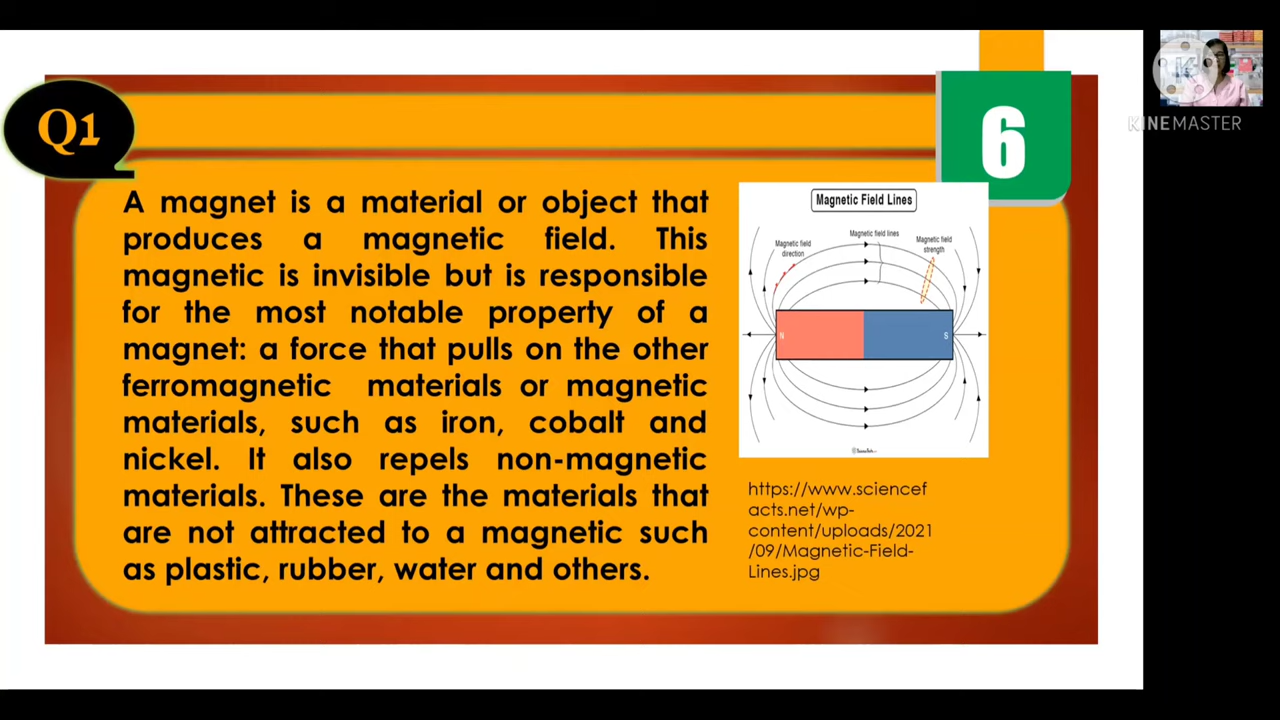 Q1
6
KINEMASTER
A magnet is a material or object that
produces a magnetic field. This
magnetic is invisible but is responsible
for the most notable property of a
magnet: a force that pulls on the other
ferromagnetic materials or magnetic
materials, such as iron, cobalt and
nickel. It also repels non-magnetic
materials. These are the materials that
are not attracted to a magnetic such
as plastic, rubber, water and others.
Magnetic Field Lines
Magnetic field
direction
Magnetic field lines
Magnetic field
strength
N
S
https://www.sciencef
acts.net/wp-
content/uploads/2021
/09/Magnetic-Field-
Lines.jpg